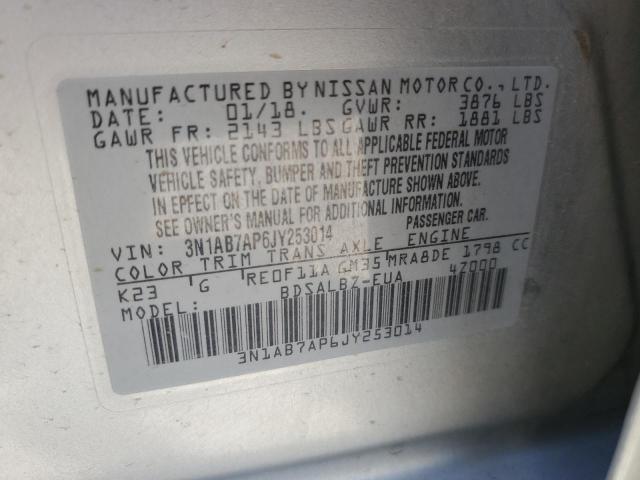 MANUFACTURED BY NISSAN MOTOR CO., LTD.
DATE: 01/18. GVWR: 3876 LBS
GAWR FR: 2143 LBS GAWR RR: 1881 LBS
THIS VEHICLE CONFORMS TO ALL APPLICABLE FEDERAL MOTOR
VEHICLE SAFETY, BUMPER AND THEFT PREVENTION STANDARDS
IN EFFECT ON THE DATE OF MANUFACTURE SHOWN ABOVE.
SEE OWNER'S MANUAL FOR ADDITIONAL INFORMATION
VIN: 3N1AB7AP6JY253014 PASSENGER CAR.
COLOR TRIM TRANS AXLE ENGINE
K23 G RE0F11A GM35 MRA8DE 1798 CC
BDSALBZ-EUA 4Z000
3N1AB7AP6JY253014